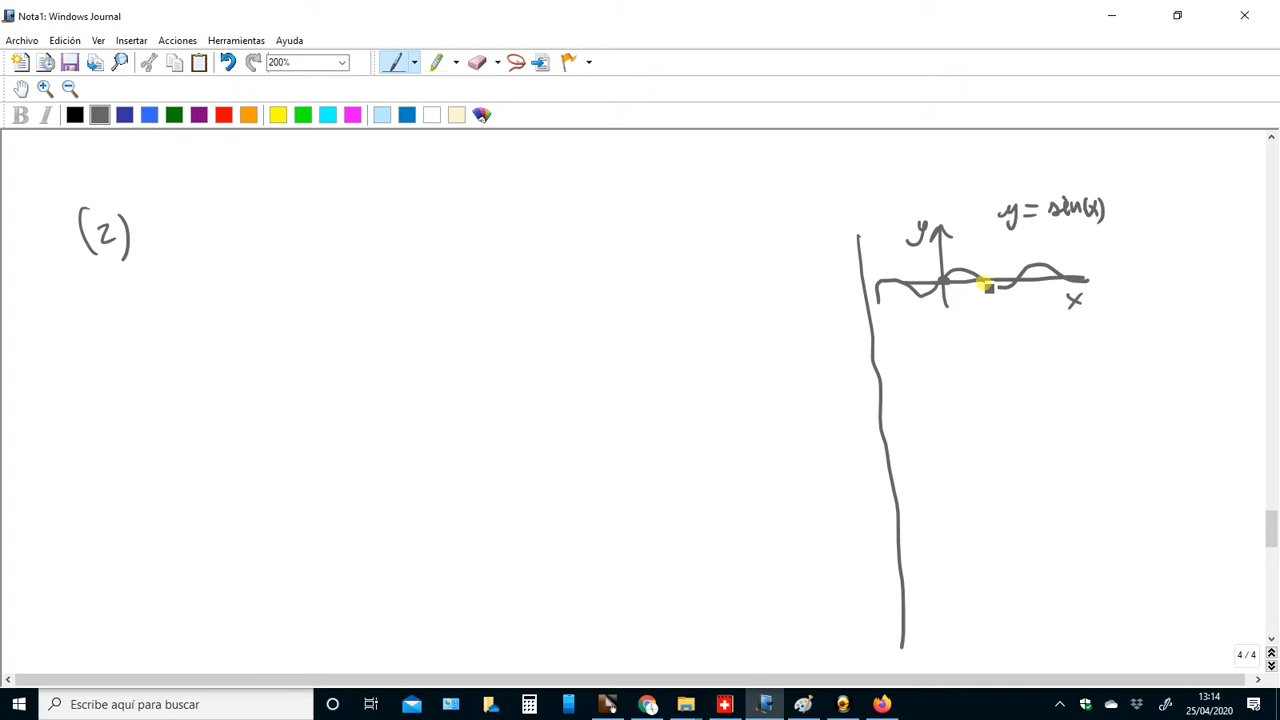 Nota1: Windows Journal
Archivo Edición Ver Insertar Acciones Herramientas Ayuda
200%
B I
(2)
y = sen(x)
y
x
4 / 4
Escribe aquí para buscar
13:14
25/04/2020